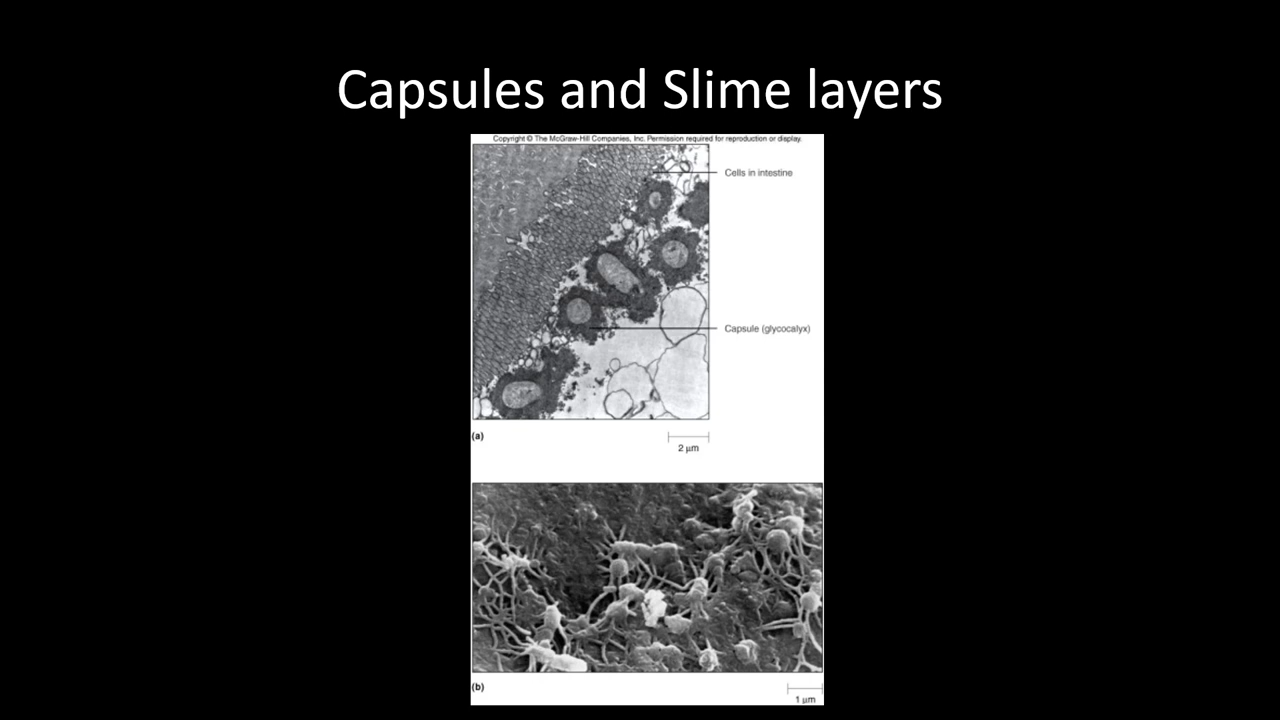 Capsules and Slime layers
Copyright © The McGraw-Hill Companies, Inc. Permission required for reproduction or display.
Cells in intestine
Capsule (glycocalyx)
(a)
2 µm
(b)
1 µm